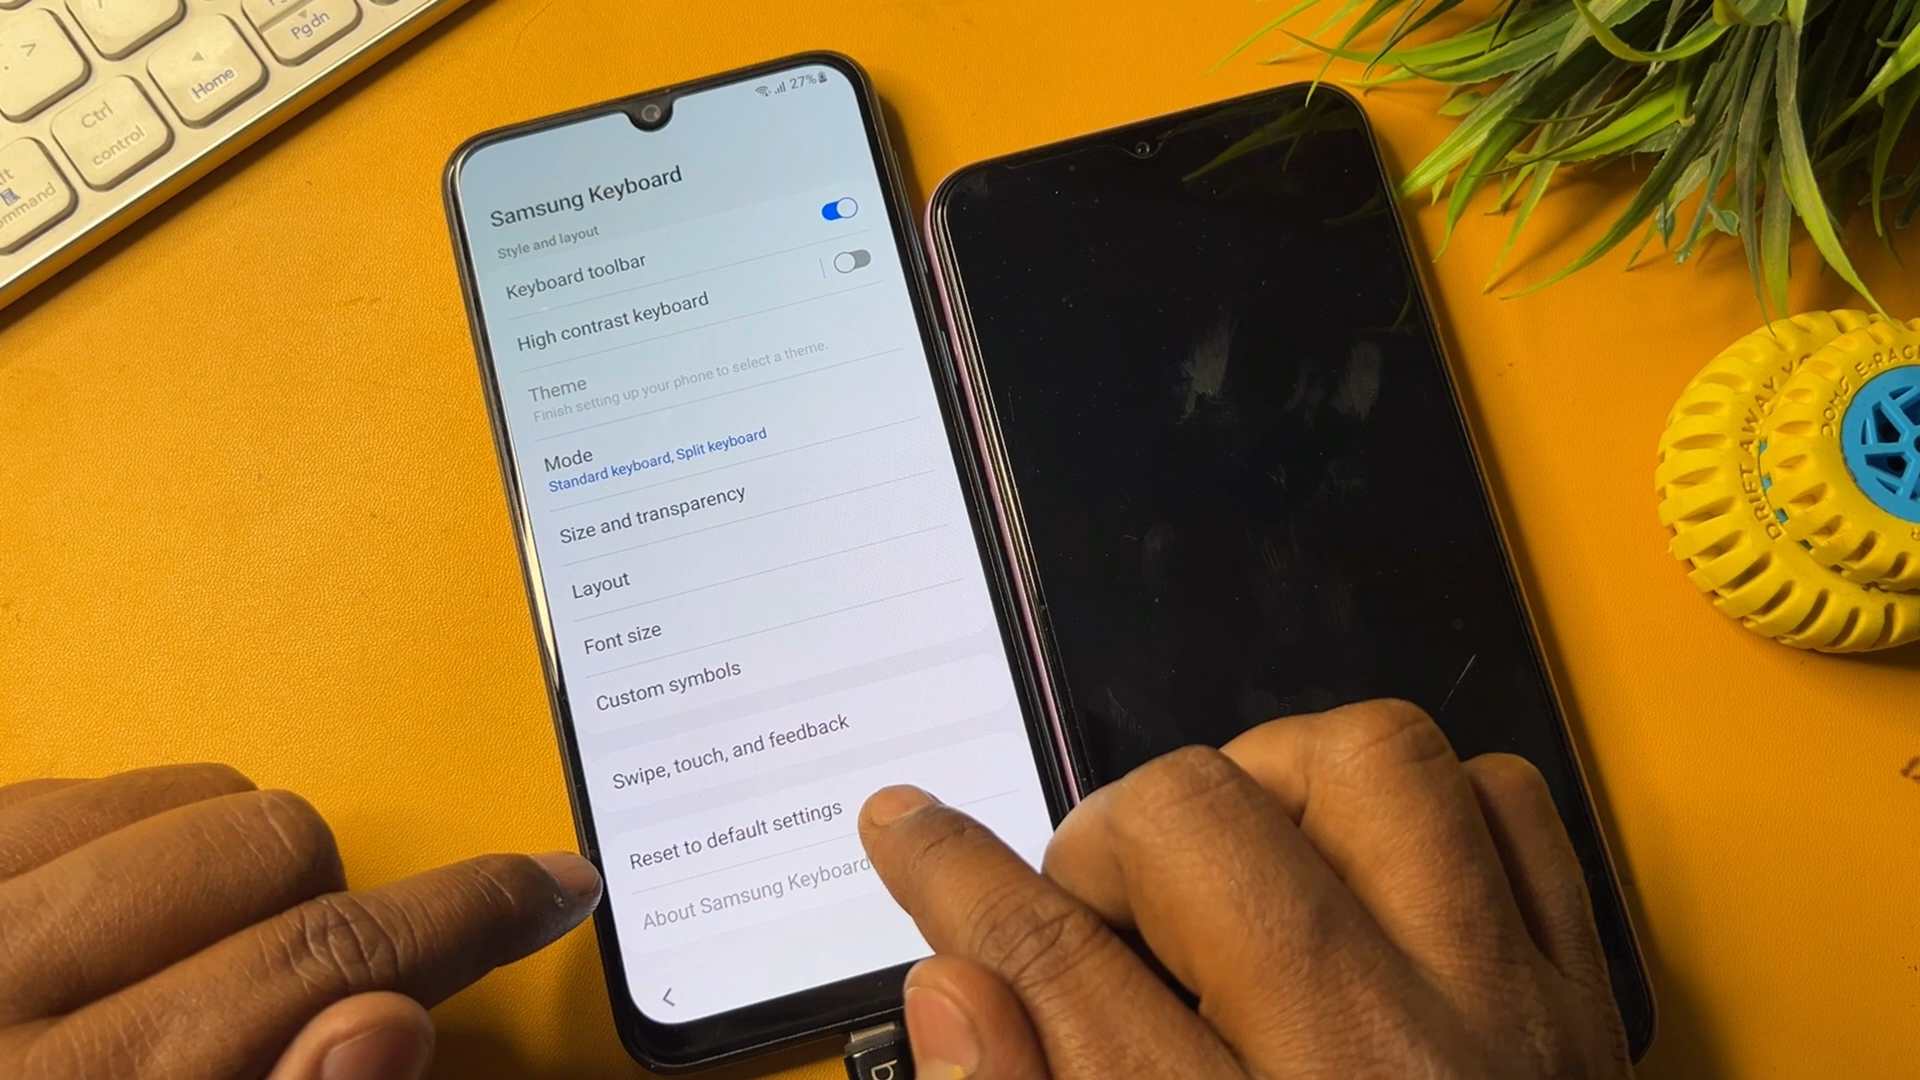 Pg dn
Home
Ctrl
control
27%
Samsung Keyboard
Style and layout
Keyboard toolbar
High contrast keyboard
Theme
Finish setting up your phone to select a theme.
Mode
Standard keyboard, Split keyboard
Size and transparency
Layout
Font size
Custom symbols
Swipe, touch, and feedback
Reset to default settings
About Samsung Keyboard